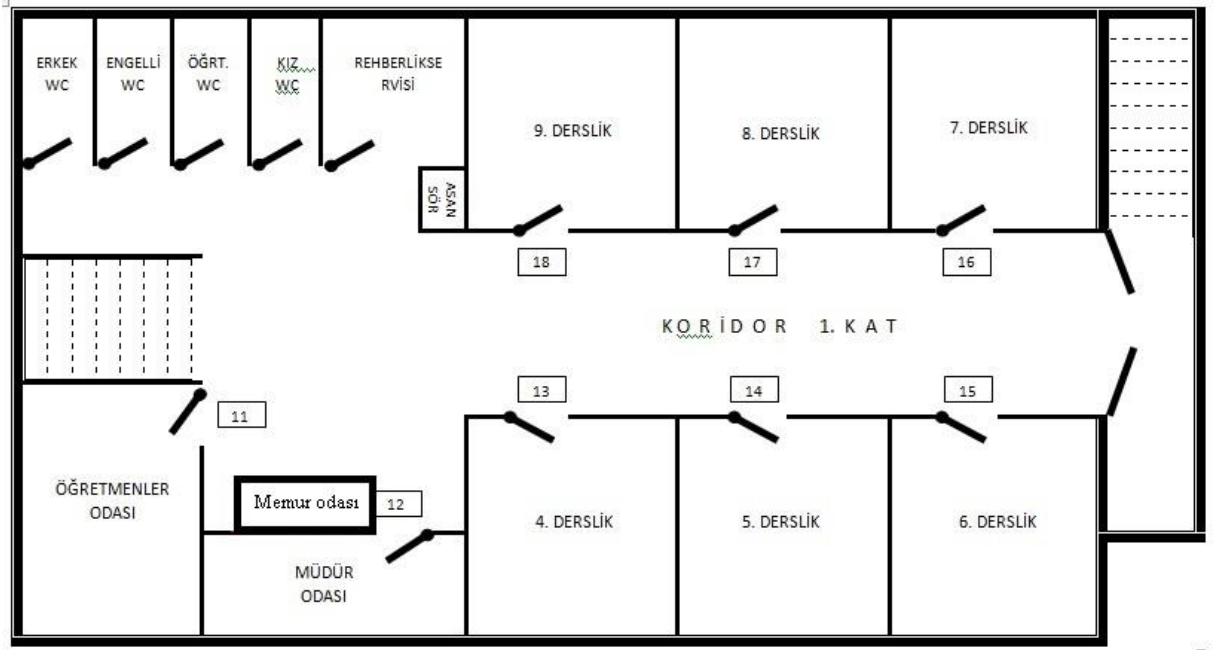 ERKEK
WC
ENGELLİ
WC
ÖĞRT.
WC
KIZ
WC
REHBERLİKSE
RVİSİ
9. DERSLİK
8. DERSLİK
7. DERSLİK
ASAN
SÖR
18
17
16
KORİDOR 1. KAT
13
14
15
11
ÖĞRETMENLER
ODASI
Memur odası
12
4. DERSLİK
5. DERSLİK
6. DERSLİK
MÜDÜR
ODASI